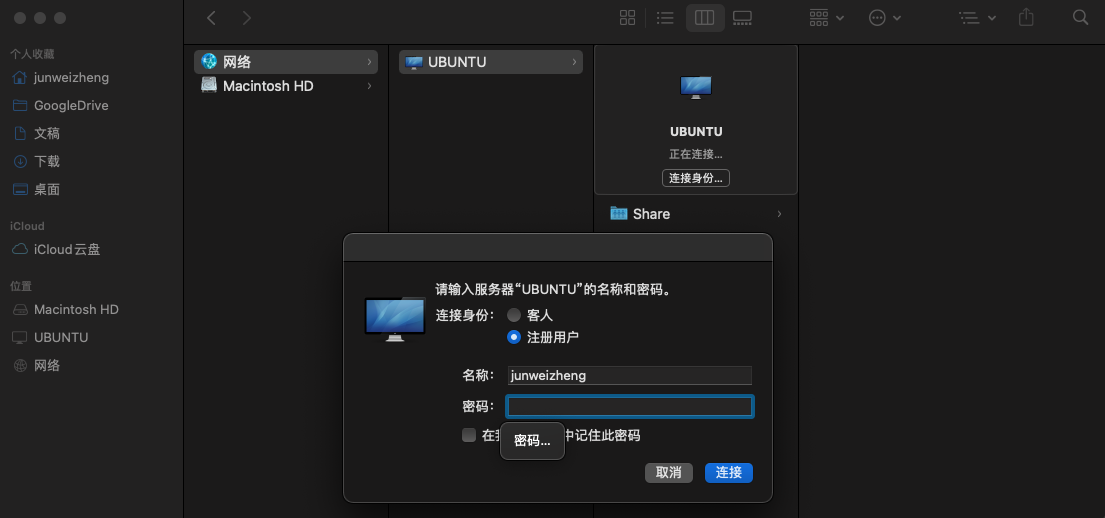 个人收藏
junweizheng
GoogleDrive
文稿
下载
桌面
iCloud
iCloud云盘
位置
Macintosh HD
UBUNTU
网络
网络
Macintosh HD
UBUNTU
UBUNTU
正在连接...
连接身份...
Share
请输入服务器“UBUNTU”的名称和密码。
连接身份：
客人
注册用户
名称： junweizheng
密码：
在
中记住此密码
密码...
取消
连接